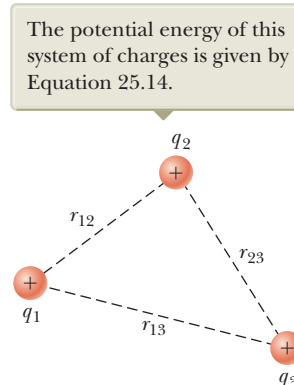 The potential energy of this
system of charges is given by
Equation 25.14.
q2
+
r12
r23
+
q1
r13
+